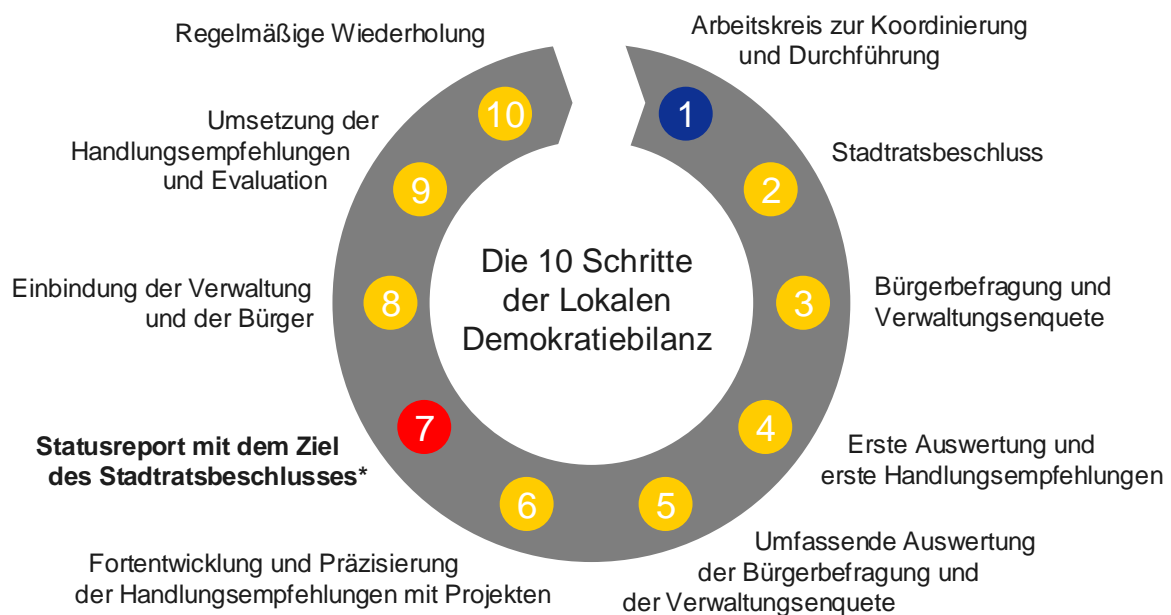 Die 10 Schritte
der Lokalen
Demokratiebilanz
1
Arbeitskreis zur Koordinierung
und Durchführung
2
Stadtratsbeschluss
3
Bürgerbefragung und
Verwaltungsenquete
4
Erste Auswertung und
erste Handlungsempfehlungen
5
Umfassende Auswertung
der Bürgerbefragung und
der Verwaltungsenquete
6
Fortentwicklung und Präzisierung
der Handlungsempfehlungen mit Projekten
7
Statusreport mit dem Ziel
des Stadtratsbeschlusses*
8
Einbindung der Verwaltung
und der Bürger
9
Umsetzung der
Handlungsempfehlungen
und Evaluation
10
Regelmäßige Wiederholung